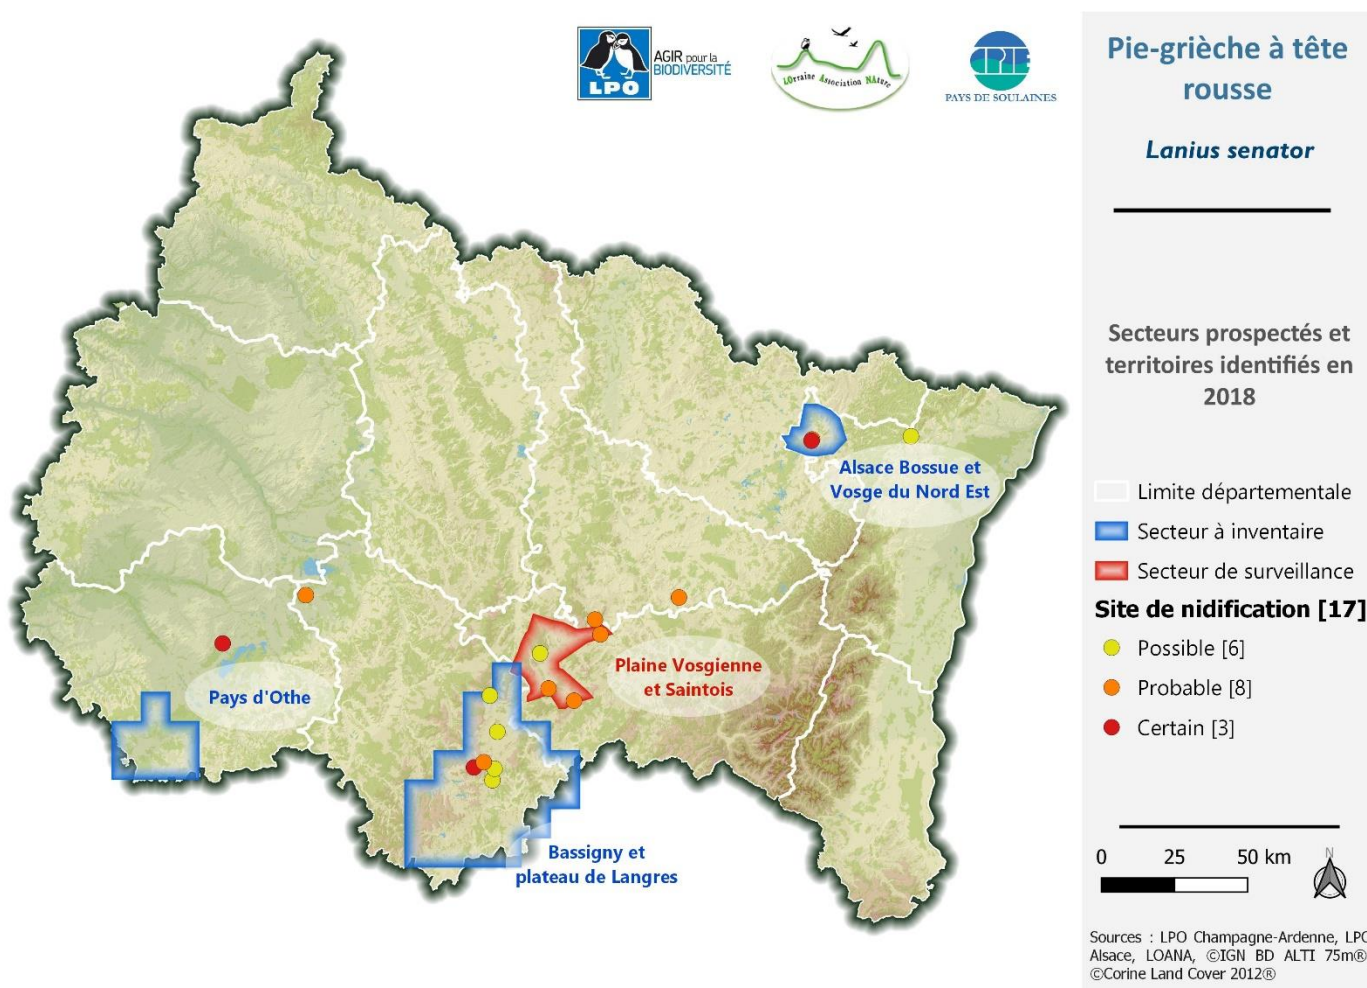 AGIR pour la
BIODIVERSITÉ
LPO
LOrraine Association NAture
CPIE
PAYS DE SOULAINES
Pie-grièche à tête
rousse
Lanius senator
Secteurs prospectés et
territoires identifiés en
2018
Limite départementale
Secteur à inventaire
Secteur de surveillance
Site de nidification [17]
Possible [6]
Probable [8]
Certain [3]
Alsace Bossue et
Vosge du Nord Est
Plaine Vosgienne
et Saintois
Pays d'Othe
Bassigny et
plateau de Langres
0 25 50 km
N
Sources : LPO Champagne-Ardenne, LPO
Alsace, LOANA, ©IGN BD ALTI 75m®
©Corine Land Cover 2012®